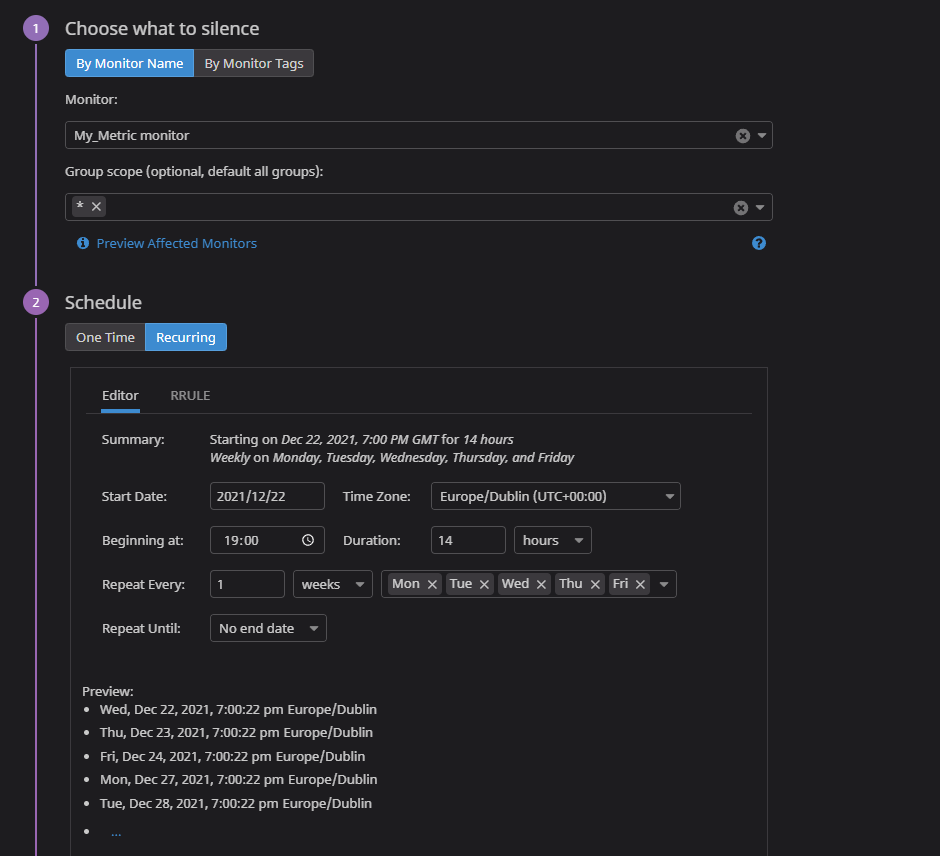 1 Choose what to silence
By Monitor Name By Monitor Tags
Monitor:
My_Metric monitor
Group scope (optional, default all groups):
*
Preview Affected Monitors
2 Schedule
One Time Recurring
Editor RRULE
Summary: Starting on Dec 22, 2021, 7:00 PM GMT for 14 hours
Weekly on Monday, Tuesday, Wednesday, Thursday, and Friday
Start Date: 2021/12/22 Time Zone: Europe/Dublin (UTC+00:00)
Beginning at: 19:00 Duration: 14 hours
Repeat Every: 1 weeks Mon Tue Wed Thu Fri
Repeat Until: No end date
Preview:
Wed, Dec 22, 2021, 7:00:22 pm Europe/Dublin
Thu, Dec 23, 2021, 7:00:22 pm Europe/Dublin
Fri, Dec 24, 2021, 7:00:22 pm Europe/Dublin
Mon, Dec 27, 2021, 7:00:22 pm Europe/Dublin
Tue, Dec 28, 2021, 7:00:22 pm Europe/Dublin
...